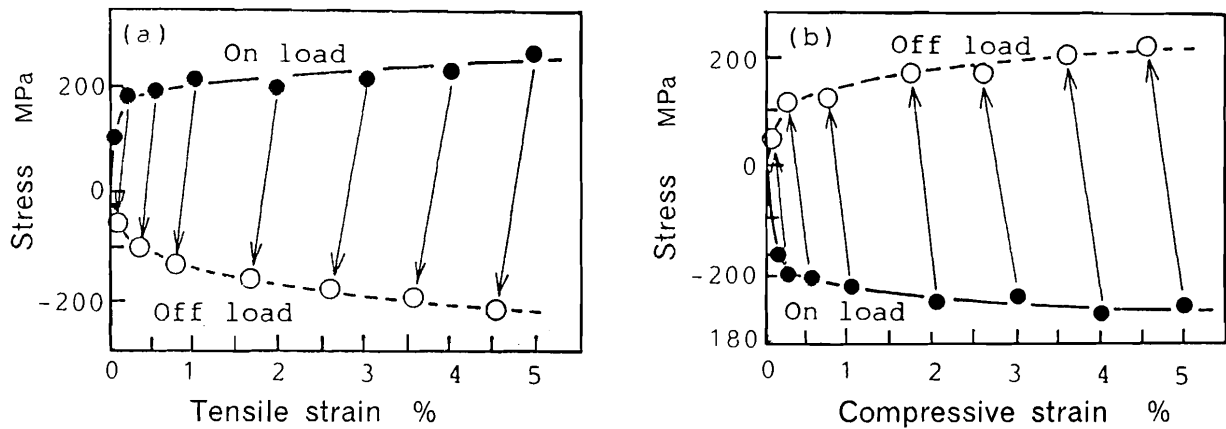 (a)
On load
200
0
-200
Stress MPa
Off load
0 1 2 3 4 5
Tensile strain %
(b)
Off load
200
0
-200
180
Stress MPa
On load
0 1 2 3 4 5
Compressive strain %